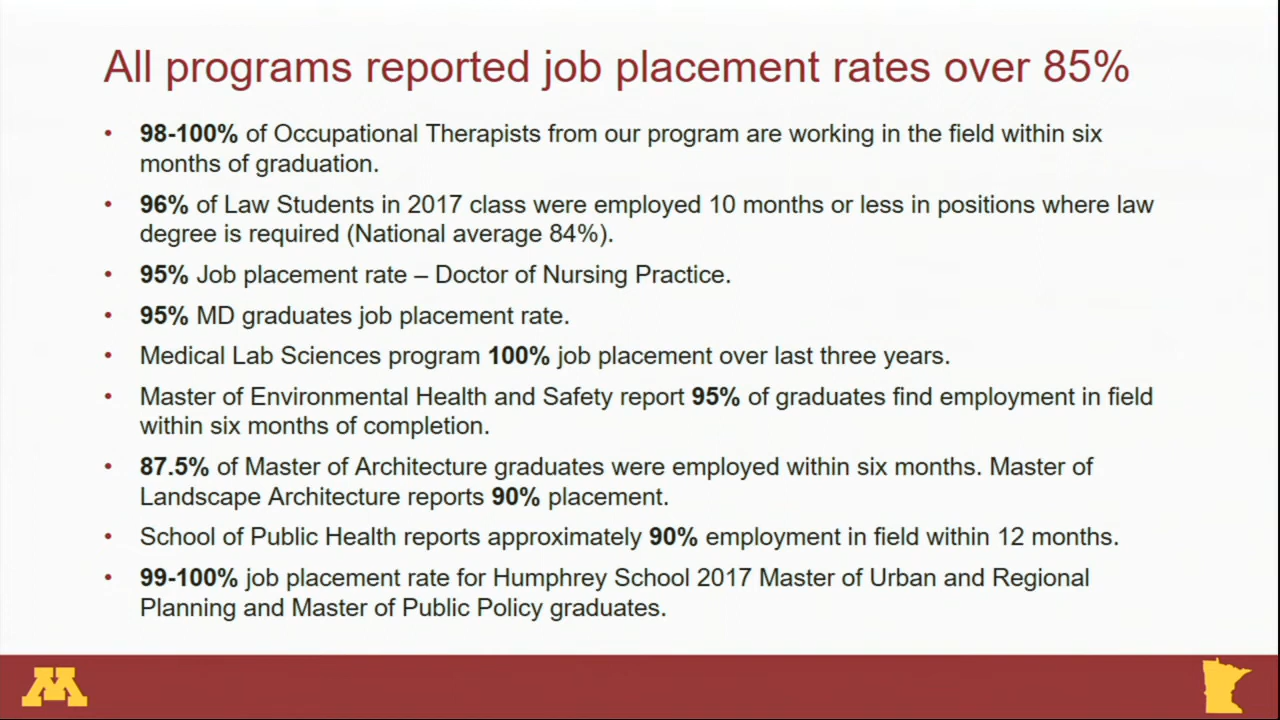 All programs reported job placement rates over 85%
• 98-100% of Occupational Therapists from our program are working in the field within six
months of graduation.
• 96% of Law Students in 2017 class were employed 10 months or less in positions where law
degree is required (National average 84%).
• 95% Job placement rate – Doctor of Nursing Practice.
• 95% MD graduates job placement rate.
• Medical Lab Sciences program 100% job placement over last three years.
• Master of Environmental Health and Safety report 95% of graduates find employment in field
within six months of completion.
• 87.5% of Master of Architecture graduates were employed within six months. Master of
Landscape Architecture reports 90% placement.
• School of Public Health reports approximately 90% employment in field within 12 months.
• 99-100% job placement rate for Humphrey School 2017 Master of Urban and Regional
Planning and Master of Public Policy graduates.
M